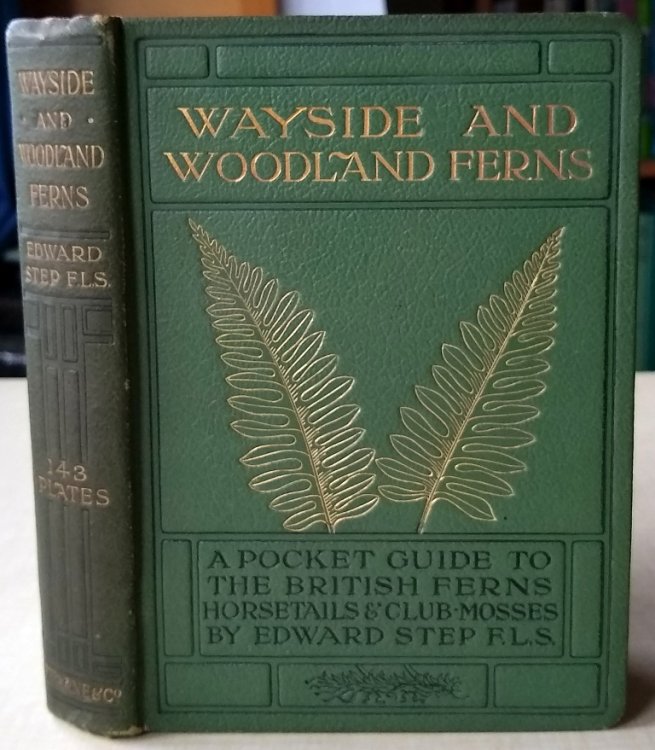 WAYSIDE
· AND ·
WOODLAND
FERNS
EDWARD
STEP F.L.S.
143
PLATES
WAYSIDE AND
WOODLAND FERNS
A POCKET GUIDE TO
THE BRITISH FERNS
HORSETAILS & CLUB-MOSSES
BY EDWARD STEP F.L.S.